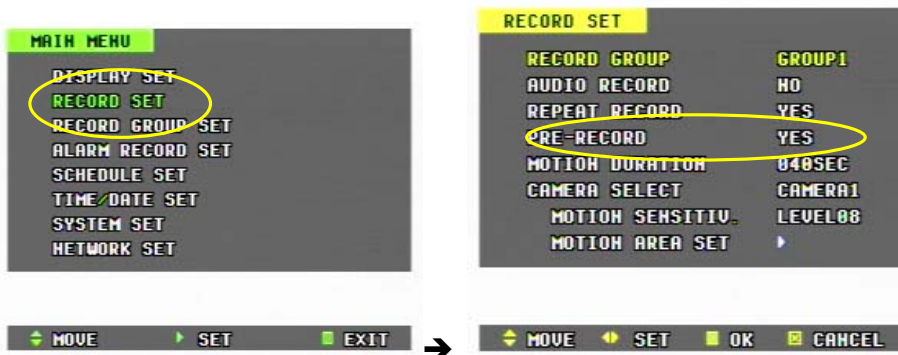 MAIN MENU
DISPLAY SET
RECORD SET
RECORD GROUP SET
ALARM RECORD SET
SCHEDULE SET
TIME/DATE SET
SYSTEM SET
NETWORK SET
MOVE SET EXIT
RECORD SET
RECORD GROUP GROUP1
AUDIO RECORD NO
REPEAT RECORD YES
PRE-RECORD YES
MOTION DURATION 040SEC
CAMERA SELECT CAMERA1
MOTION SENSITIV. LEVEL08
MOTION AREA SET
MOVE SET OK CANCEL